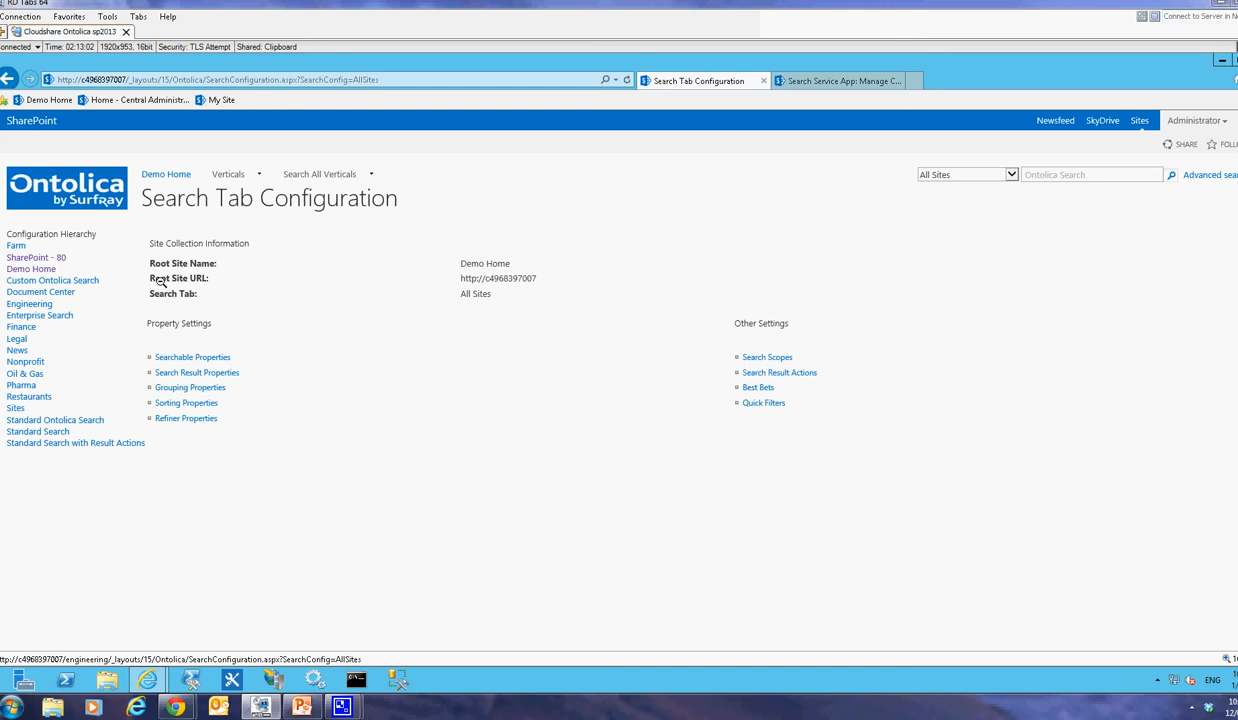 RD Tabs 64
Connection Favorites Tools Tabs Help
Connect to Server in
Cloudshare Ontolica sp2013
onnected Time: 02:13:02 1920x953, 16bit Security: TLS Attempt Shared: Clipboard
http://c4968397007/_layouts/15/Ontolica/SearchConfiguration.aspx?SearchConfig=AllSites
Search Tab Configuration
Search Service App: Manage C...
Demo Home Home - Central Administr... My Site
SharePoint
Newsfeed SkyDrive Sites Administrator
SHARE FOLL
Ontolica
by SurfRay
Demo Home Verticals Search All Verticals
All Sites Ontolica Search Advanced sear
Search Tab Configuration
Configuration Hierarchy
Farm
SharePoint - 80
Demo Home
Custom Ontolica Search
Document Center
Engineering
Enterprise Search
Finance
Legal
News
Nonprofit
Oil & Gas
Pharma
Restaurants
Sites
Standard Ontolica Search
Standard Search
Standard Search with Result Actions
Site Collection Information
Root Site Name: Demo Home
Root Site URL: http://c4968397007
Search Tab: All Sites
Property Settings
Searchable Properties
Search Result Properties
Grouping Properties
Sorting Properties
Refiner Properties
Other Settings
Search Scopes
Search Result Actions
Best Bets
Quick Filters
ttp://c4968397007/engineering/_layouts/15/Ontolica/SearchConfiguration.aspx?SearchConfig=AllSites
ENG
12/